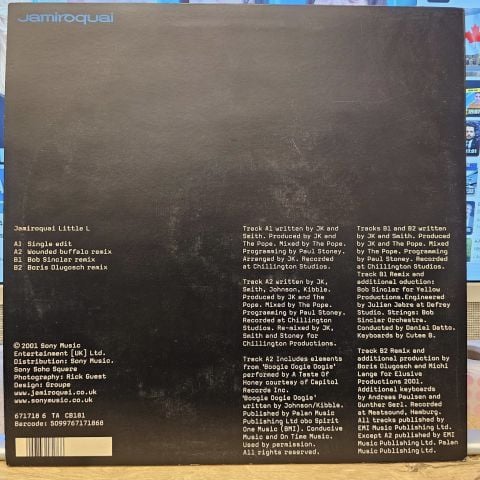 Jamiroquai
Jamiroquai Little L
A1 Single edit
A2 Wounded buffalo remix
B1 Bob Sinclar remix
B2 Boris Dlugosch remix
©2001 Sony Music
Entertainment [UK] Ltd.
Distribution: Sony Music.
Sony Soho Square
Photography: Rick Guest
Design: Groupe
www.jamiroquai.co.uk
www.sonymusic.co.uk
671718 6 TA CB181
Barcode: 5099767171868
Track A1 written by JK and
Smith. Produced by JK and
The Pope. Mixed by The Pope.
Programming by Paul Stoney.
Arranged by JK. Recorded
at Chillington Studios.
Track A2 written by JK,
Smith, Johnson, Kibble.
Produced by JK and The
Pope. Mixed by The Pope.
Programming by Paul Stoney.
Recorded at Chillington
Studios. Re-mixed by JK,
Smith and Stoney for
Chillington Productions.
Track A2 Includes elements
from 'Boogie Oogie Oogie'
performed by A Taste Of
Honey courtesy of Capitol
Records Inc.
'Boogie Oogie Oogie'
written by Johnson/Kibble.
Published by Palen Music
Publishing Ltd obo Spirit
One Music (BMI). Conducive
Music and On Time Music.
Used by permission.
All rights reserved.
Tracks B1 and B2 written
by JK and Smith. Produced
by JK and The Pope. Mixed
by The Pope. Programming
by Paul Stoney. Recorded
at Chillington Studios.
Track B1 Remix and
additional oduction:
Bob Sinclar for Yellow
Productions.Engineered
by Julien Jabre at Defrey
Studio. Strings: Bob
Sinclar Orchestra.
Conducted by Daniel Datto.
Keyboards by Cutee B.
Track B2 Remix and
additional production by
Boris Dlugosch and Michi
Lange for Elusive
Productions 2001.
Additional keyboards
by Andreas Paulsen and
Gunther Gerl. Recorded
at Meatsound, Hamburg.
All tracks published by
EMI Music Publishing Ltd.
Except A2 published by EMI
Music Publishing Ltd. Palen
Music Publishing Ltd.